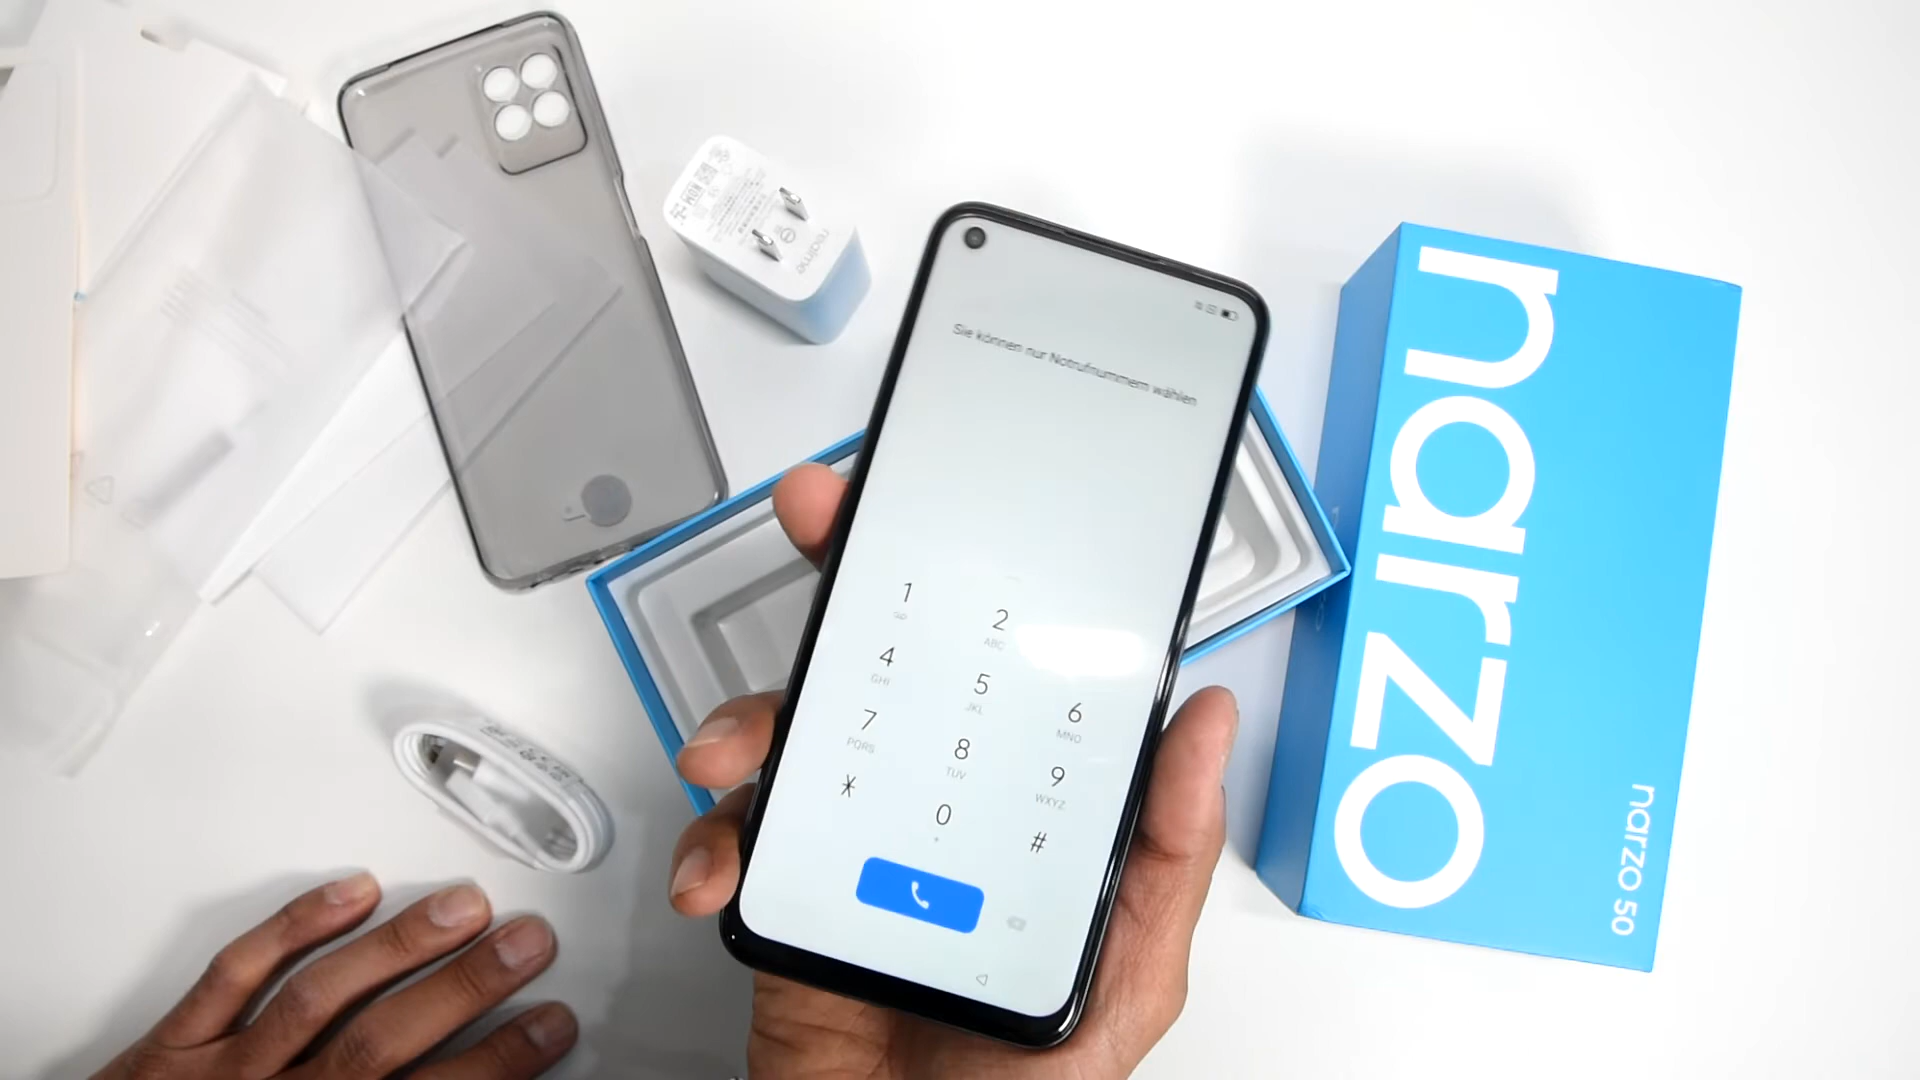 realme
NOM
Sie können nur Notrufnummern wählen
1
2
ABC
4
GHI
5
JKL
6
MNO
7
PQRS
8
TUV
9
WXYZ
*
0
+
#
narzo
narzo 50